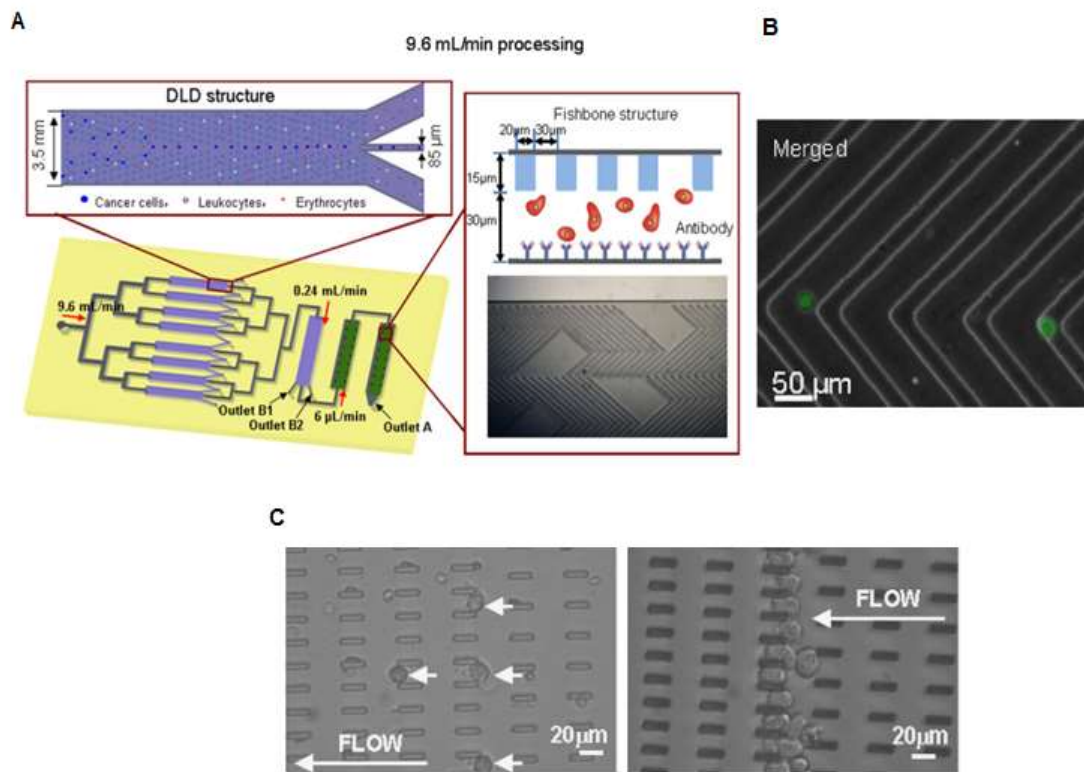 A
B
9.6 mL/min processing
DLD structure
3.5 mm
85 µm
Cancer cells, Leukocytes, Erythrocytes
Fishbone structure
20µm 30µm
15µm
30µm
Antibody
9.6 mL/min
0.24 mL/min
Outlet B1
Outlet B2
6 µL/min
Outlet A
Merged
50 µm
C
FLOW
20µm
FLOW
20µm